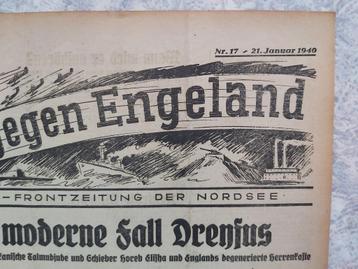 Nr. 17 - 21. Januar 1940
gegen Engeland
-FRONTZEITUNG DER NORDSEE
moderne Fall Dreyfus
kanische Talmudjude und Schieber Horeb Elisha und Englands degenerierte Herrenkaste